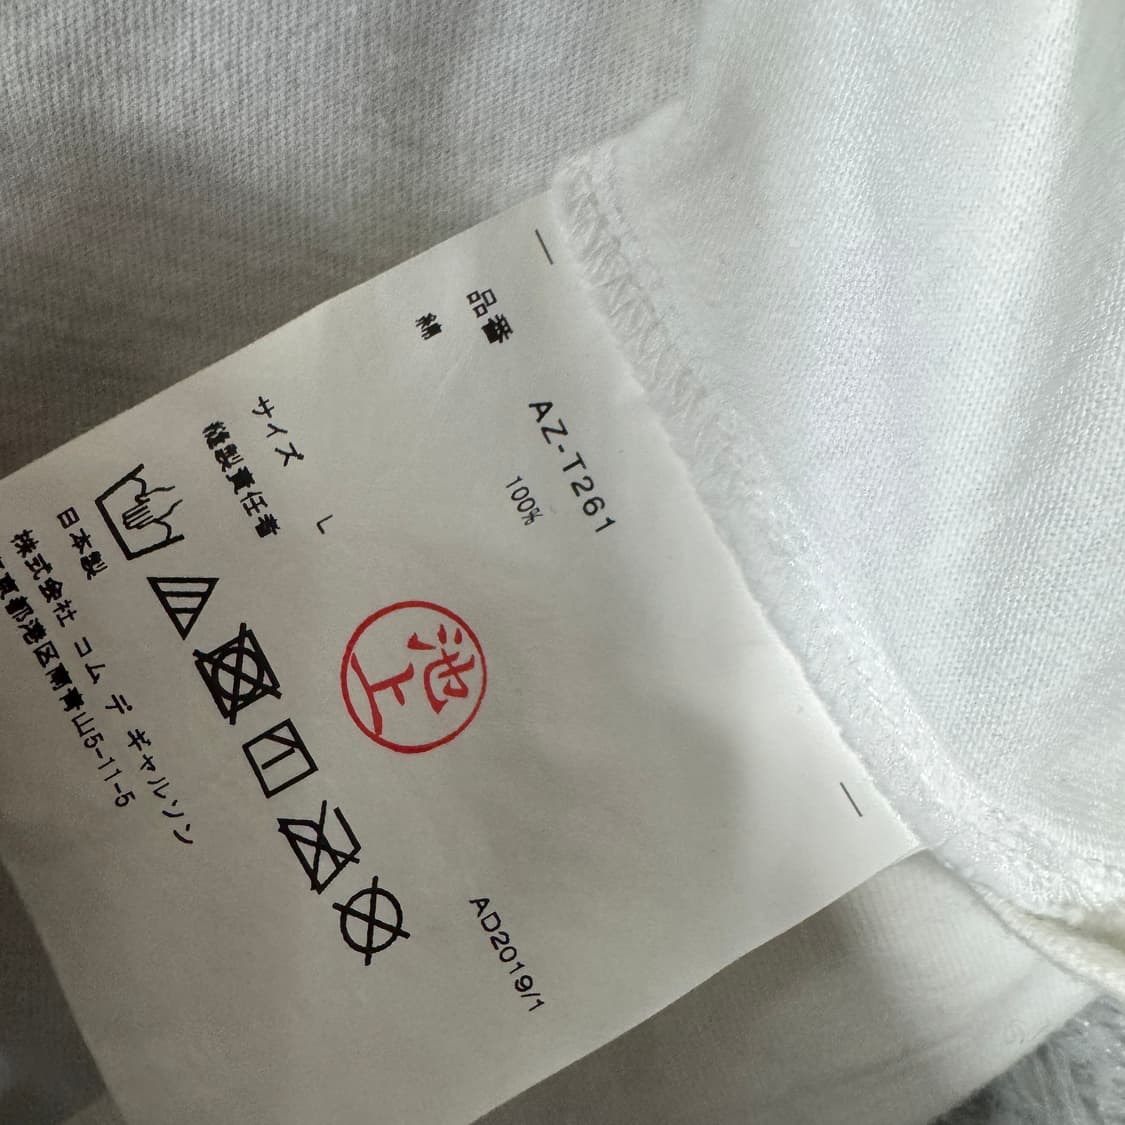 品番 AZ-T261
綿 100%
サイズ L
縫製責任者
池上
日本製
株式会社 コム デ ギャルソン
東京都港区南青山5-11-5
AD2019/1